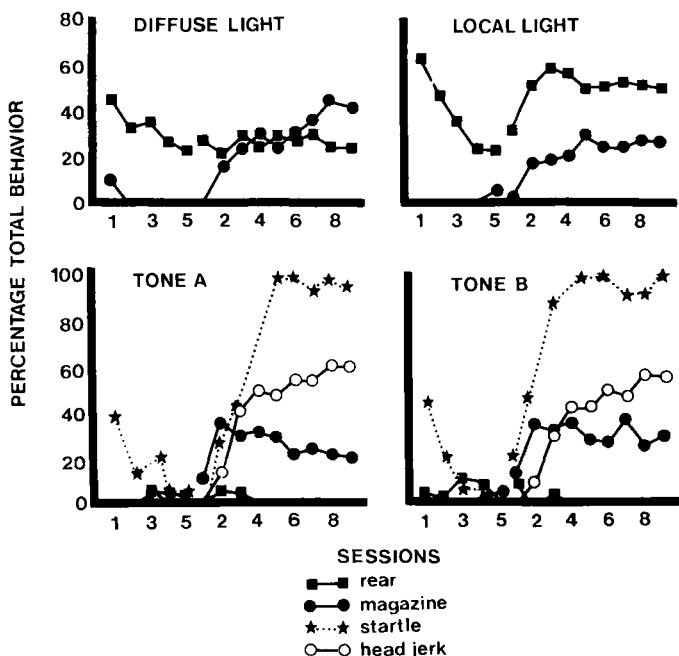 DIFFUSE LIGHT
LOCAL LIGHT
PERCENTAGE TOTAL BEHAVIOR
80
60
40
20
0
1 3 5 2 4 6 8
1 3 5 2 4 6 8
TONE A
TONE B
100
80
60
40
20
0
1 3 5 2 4 6 8
1 3 5 2 4 6 8
SESSIONS
rear
magazine
startle
head jerk